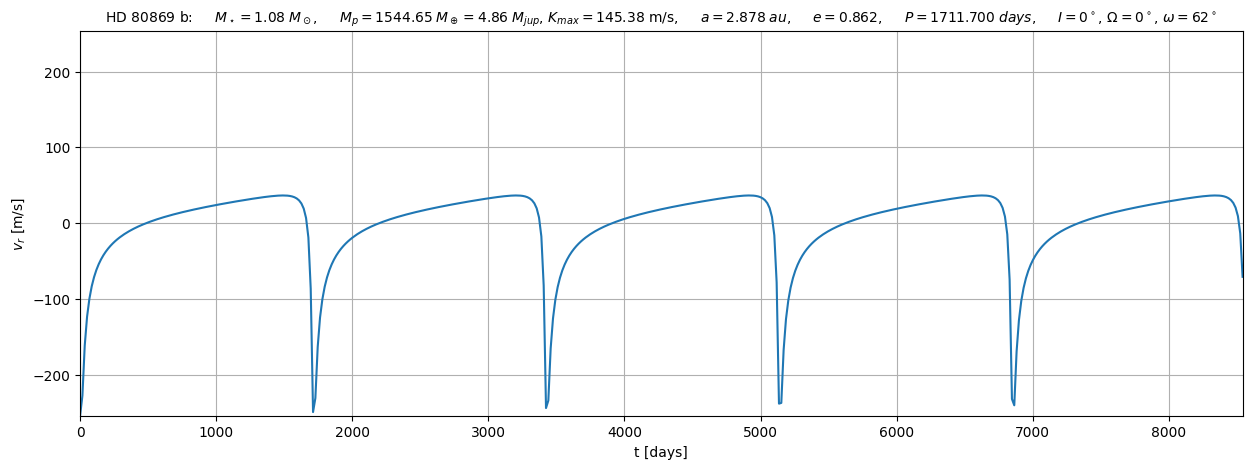 HD 80869 b: M⋆ = 1.08 M⊙, Mp = 1544.65 M⊕ = 4.86 Mjup, Kmax = 145.38 m/s, a = 2.878 au, e = 0.862, P = 1711.700 days, I = 0°, Ω = 0°, ω = 62°
200
100
0
−100
−200
vr [m/s]
0 1000 2000 3000 4000 5000 6000 7000 8000
t [days]